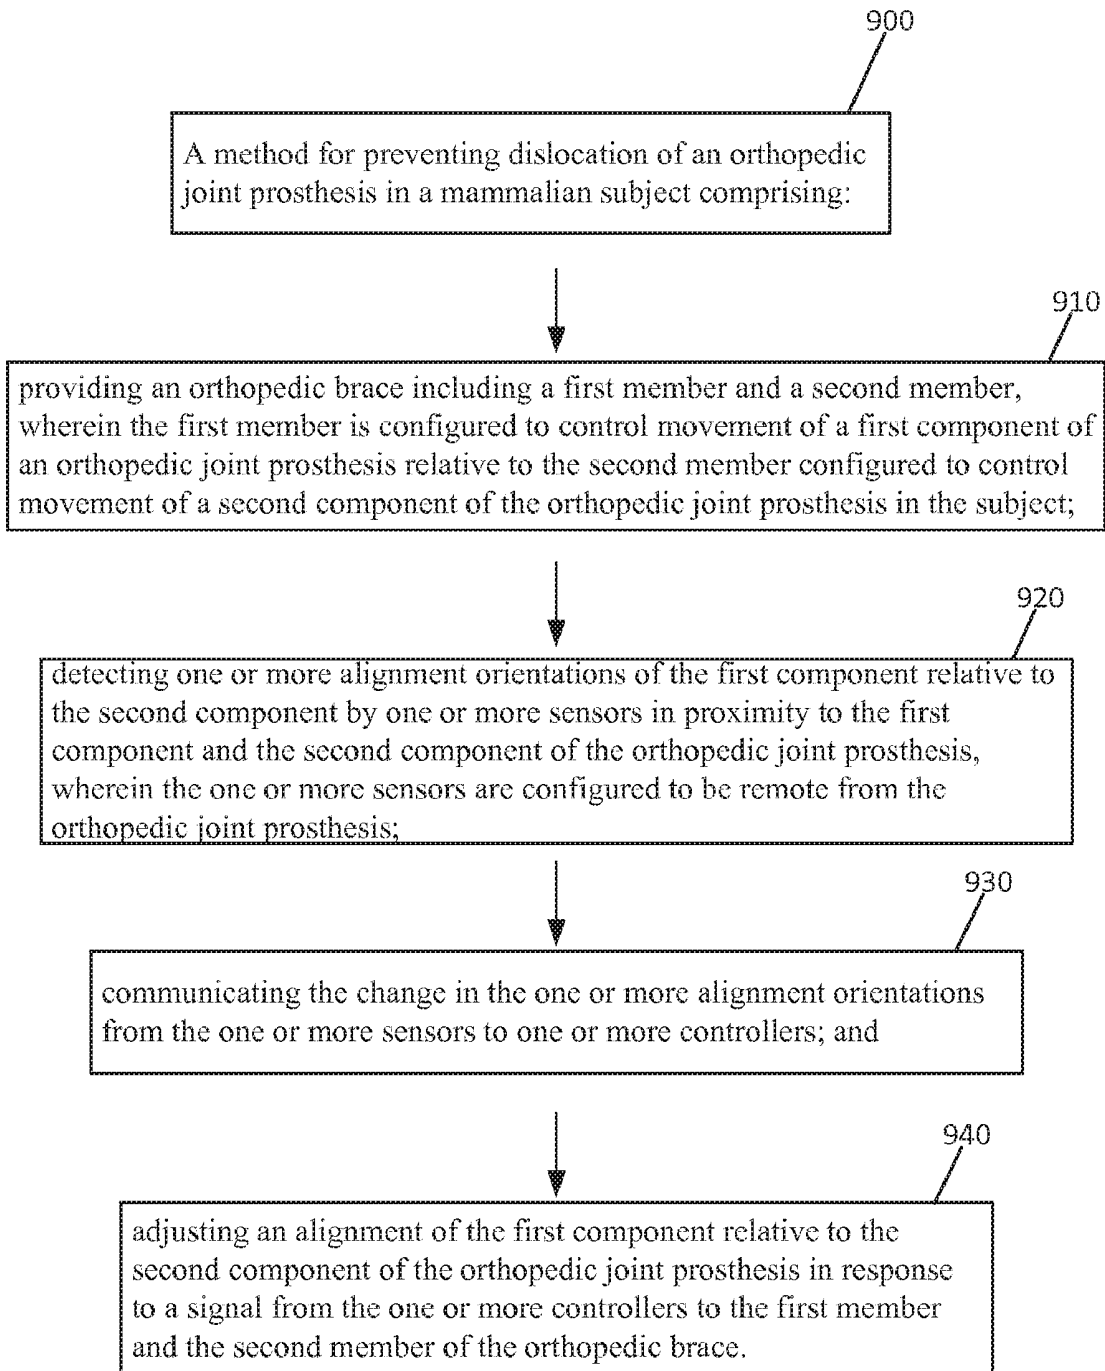 900
A method for preventing dislocation of an orthopedic
joint prosthesis in a mammalian subject comprising:
910
providing an orthopedic brace including a first member and a second member,
wherein the first member is configured to control movement of a first component of
an orthopedic joint prosthesis relative to the second member configured to control
movement of a second component of the orthopedic joint prosthesis in the subject;
920
detecting one or more alignment orientations of the first component relative to
the second component by one or more sensors in proximity to the first
component and the second component of the orthopedic joint prosthesis,
wherein the one or more sensors are configured to be remote from the
orthopedic joint prosthesis;
930
communicating the change in the one or more alignment orientations
from the one or more sensors to one or more controllers; and
940
adjusting an alignment of the first component relative to the
second component of the orthopedic joint prosthesis in response
to a signal from the one or more controllers to the first member
and the second member of the orthopedic brace.